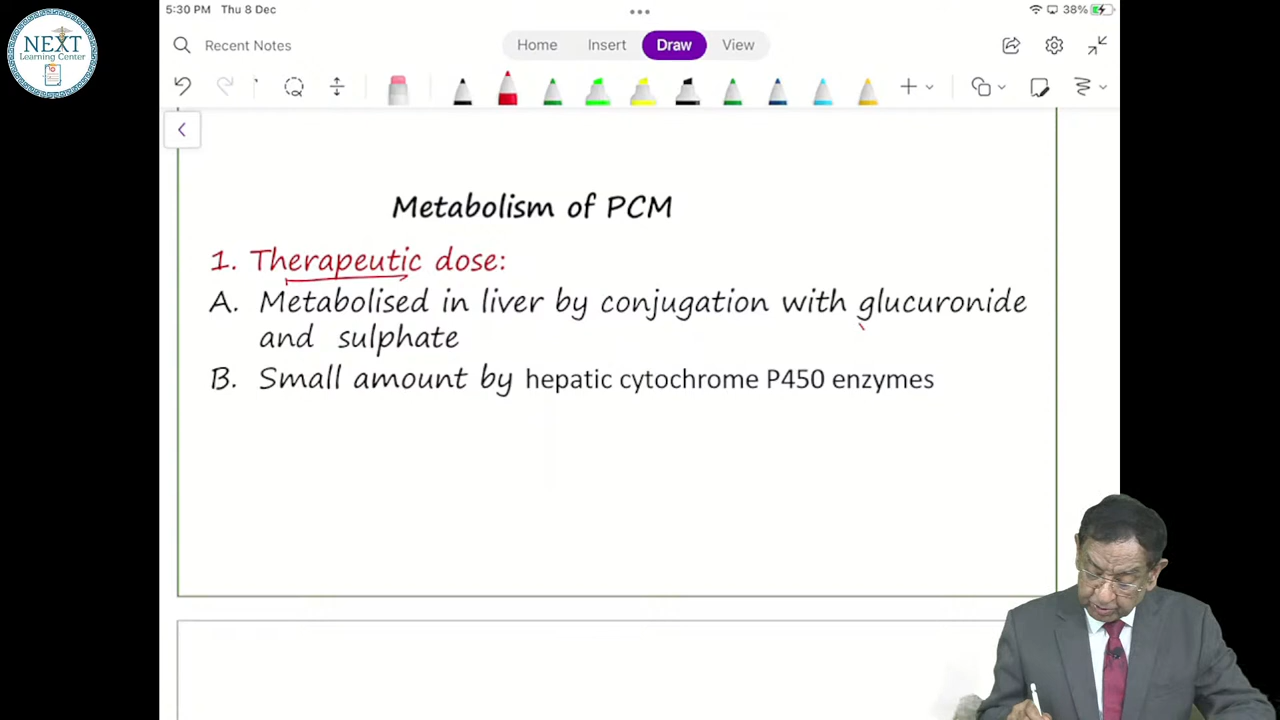 5:30 PM Thu 8 Dec
38%
NEXT
Learning Center
Recent Notes
Home Insert Draw View
Metabolism of PCM
1. Therapeutic dose:
A. Metabolised in liver by conjugation with glucuronide
and sulphate
B. Small amount by hepatic cytochrome P450 enzymes